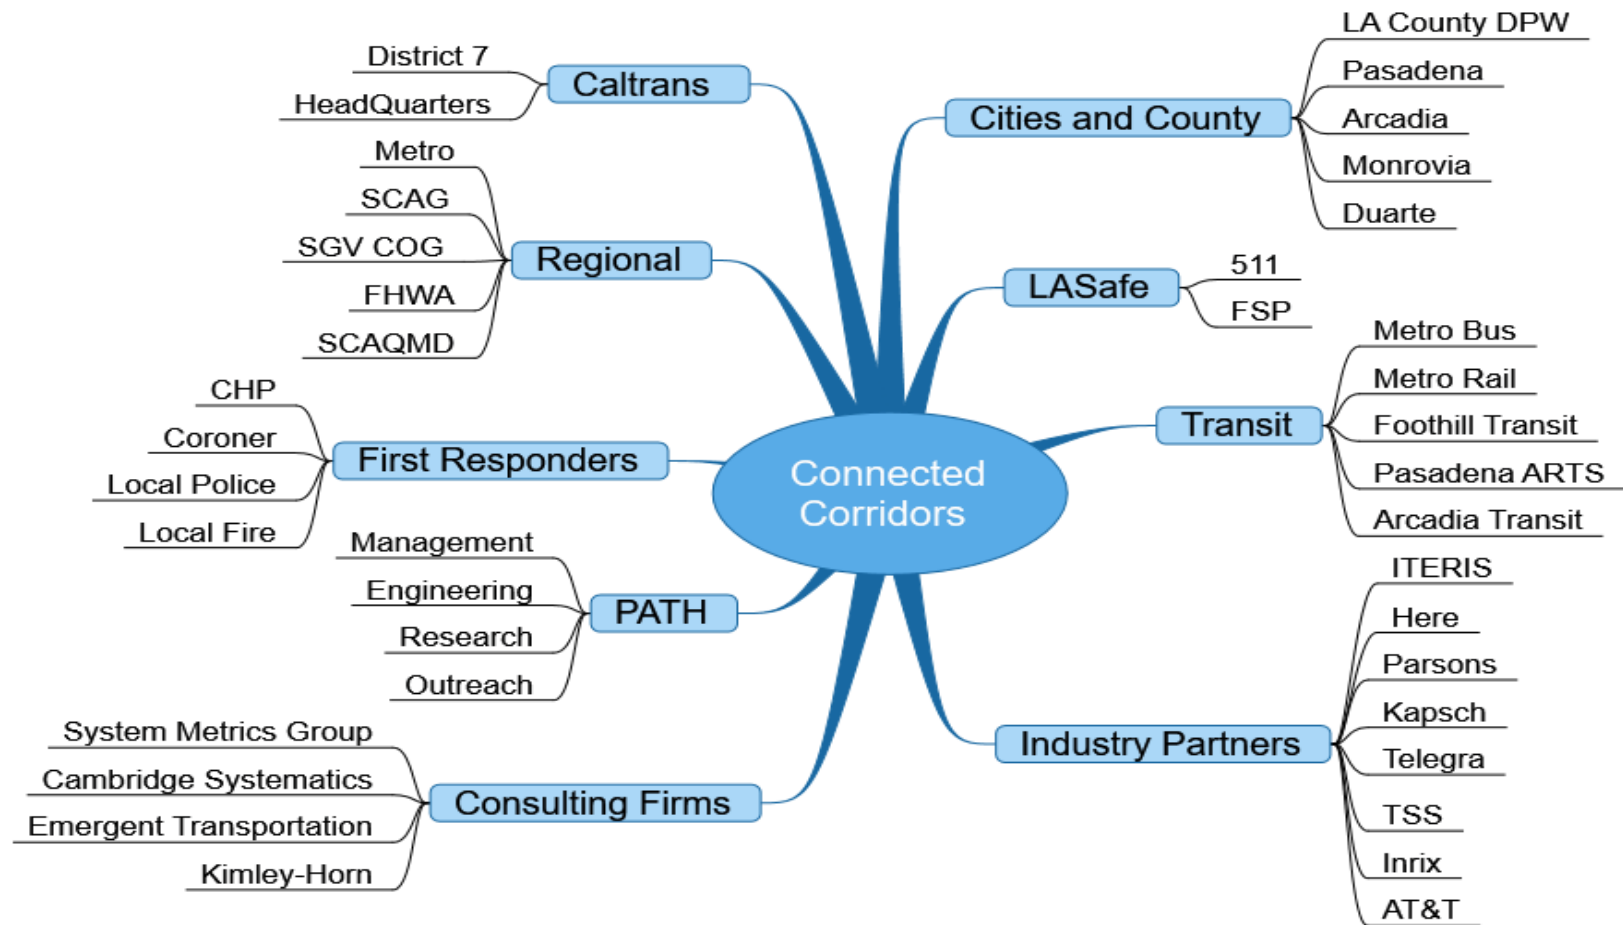 District 7
HeadQuarters
Caltrans
Metro
SCAG
SGV COG
FHWA
SCAQMD
Regional
CHP
Coroner
Local Police
Local Fire
First Responders
Management
Engineering
Research
Outreach
PATH
System Metrics Group
Cambridge Systematics
Emergent Transportation
Kimley-Horn
Consulting Firms
Connected
Corridors
Cities and County
LA County DPW
Pasadena
Arcadia
Monrovia
Duarte
LASafe
511
FSP
Transit
Metro Bus
Metro Rail
Foothill Transit
Pasadena ARTS
Arcadia Transit
Industry Partners
ITERIS
Here
Parsons
Kapsch
Telegra
TSS
Inrix
AT&T